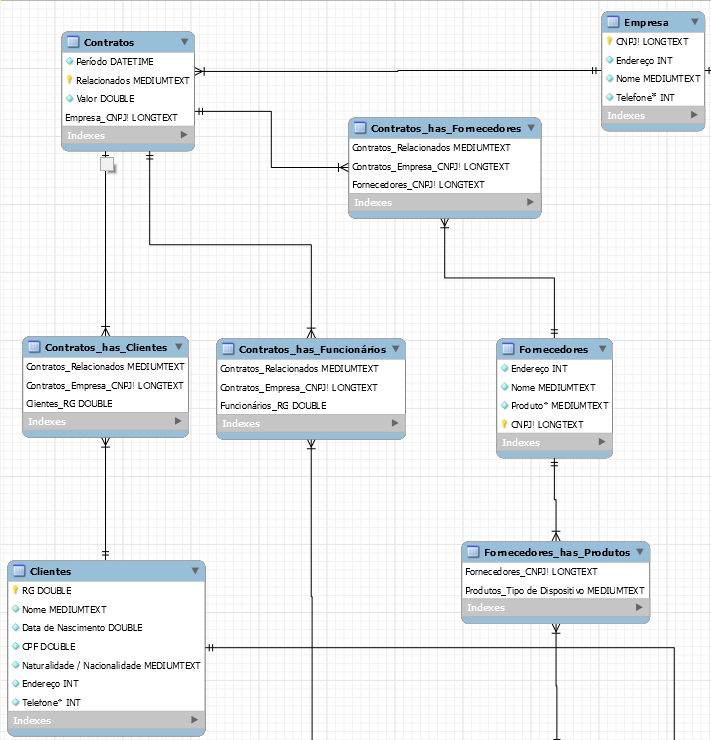 Contratos
Período DATETIME
Relacionados MEDIUMTEXT
Valor DOUBLE
Empresa_CNPJ! LONGTEXT
Indexes
Empresa
CNPJ! LONGTEXT
Endereço INT
Nome MEDIUMTEXT
Telefone* INT
Indexes
Contratos_has_Fornecedores
Contratos_Relacionados MEDIUMTEXT
Contratos_Empresa_CNPJ! LONGTEXT
Fornecedores_CNPJ! LONGTEXT
Indexes
Contratos_has_Clientes
Contratos_Relacionados MEDIUMTEXT
Contratos_Empresa_CNPJ! LONGTEXT
Clientes_RG DOUBLE
Indexes
Contratos_has_Funcionários
Contratos_Relacionados MEDIUMTEXT
Contratos_Empresa_CNPJ! LONGTEXT
Funcionários_RG DOUBLE
Indexes
Fornecedores
Endereço INT
Nome MEDIUMTEXT
Produto* MEDIUMTEXT
CNPJ! LONGTEXT
Indexes
Fornecedores_has_Produtos
Fornecedores_CNPJ! LONGTEXT
Produtos_Tipo de Dispositivo MEDIUMTEXT
Indexes
Clientes
RG DOUBLE
Nome MEDIUMTEXT
Data de Nascimento DOUBLE
CPF DOUBLE
Naturalidade / Nacionalidade MEDIUMTEXT
Endereço INT
Telefone* INT
Indexes